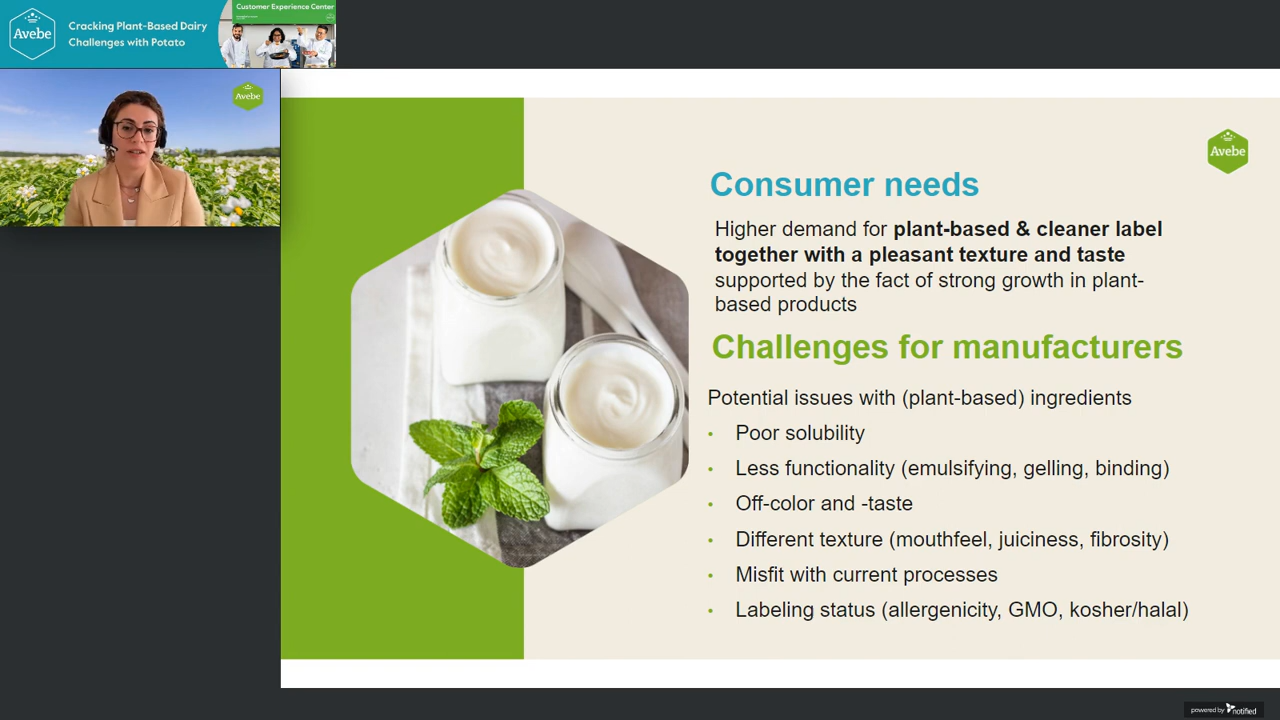 Avebe
Cracking Plant-Based Dairy
Challenges with Potato
Customer Experience Center
Avebe
Avebe
Consumer needs
Higher demand for plant-based & cleaner label
together with a pleasant texture and taste
supported by the fact of strong growth in plant-
based products
Challenges for manufacturers
Potential issues with (plant-based) ingredients
• Poor solubility
• Less functionality (emulsifying, gelling, binding)
• Off-color and -taste
• Different texture (mouthfeel, juiciness, fibrosity)
• Misfit with current processes
• Labeling status (allergenicity, GMO, kosher/halal)
powered by notified